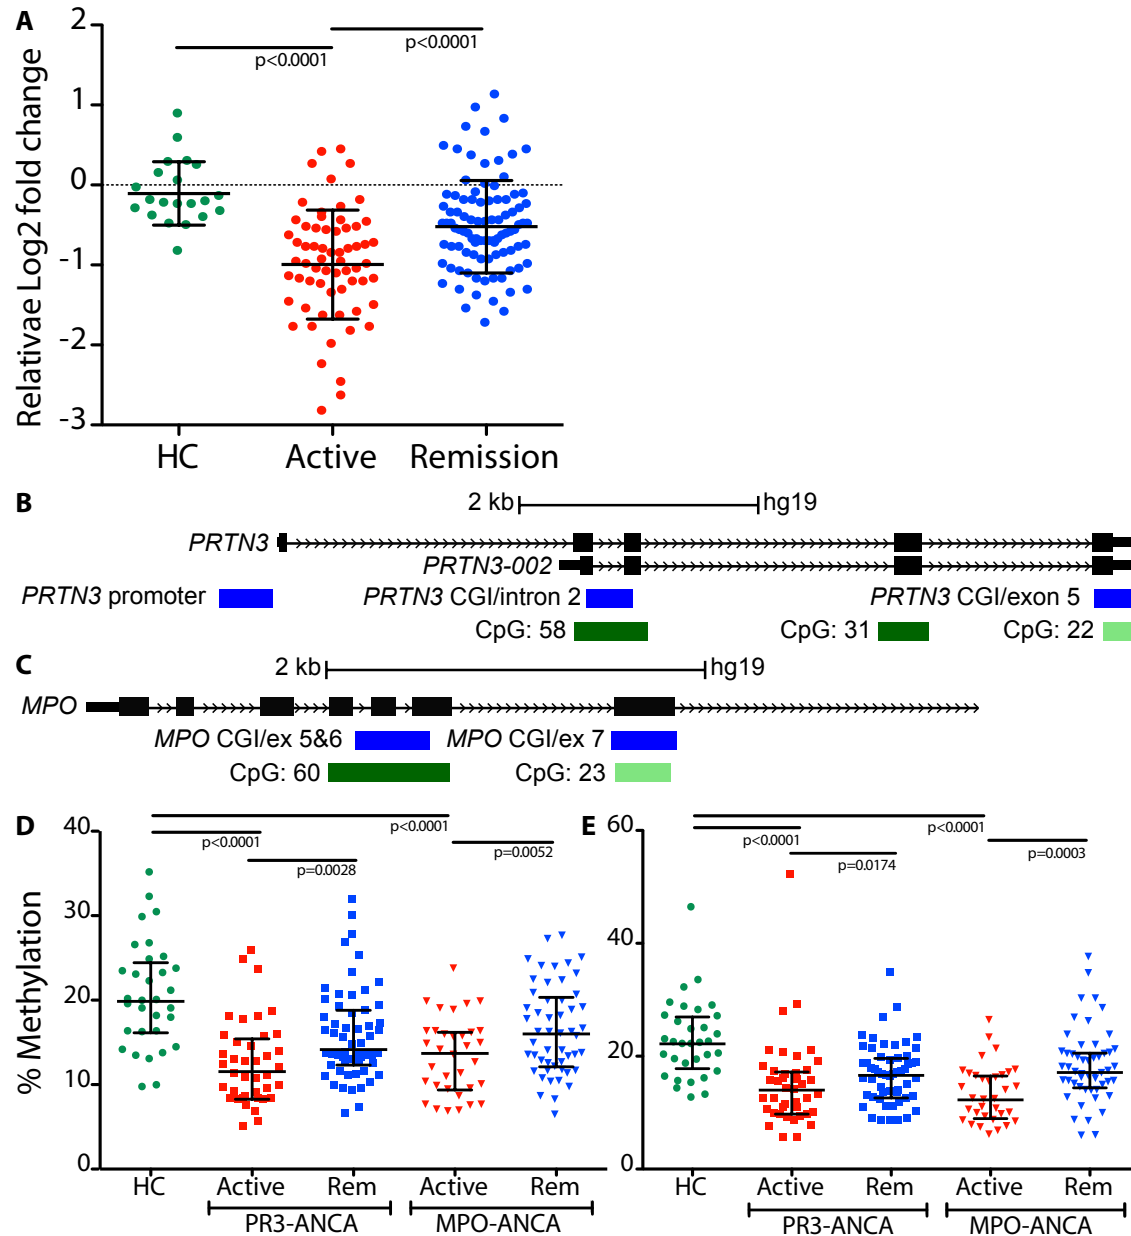 A
Relativae Log2 fold change
2
1
0
-1
-2
-3
p<0.0001
p<0.0001
HC Active Remission
B
2 kb hg19
PRTN3
PRTN3-002
PRTN3 promoter PRTN3 CGI/intron 2 PRTN3 CGI/exon 5
CpG: 58 CpG: 31 CpG: 22
C
2 kb hg19
MPO
MPO CGI/ex 5&6 MPO CGI/ex 7
CpG: 60 CpG: 23
D
% Methylation
40
30
20
10
0
p<0.0001
p<0.0001
p=0.0028
p=0.0052
HC Active Rem Active Rem
PR3-ANCA MPO-ANCA
E
60
40
20
0
p<0.0001
p<0.0001
p=0.0174
p=0.0003
HC Active Rem Active Rem
PR3-ANCA MPO-ANCA